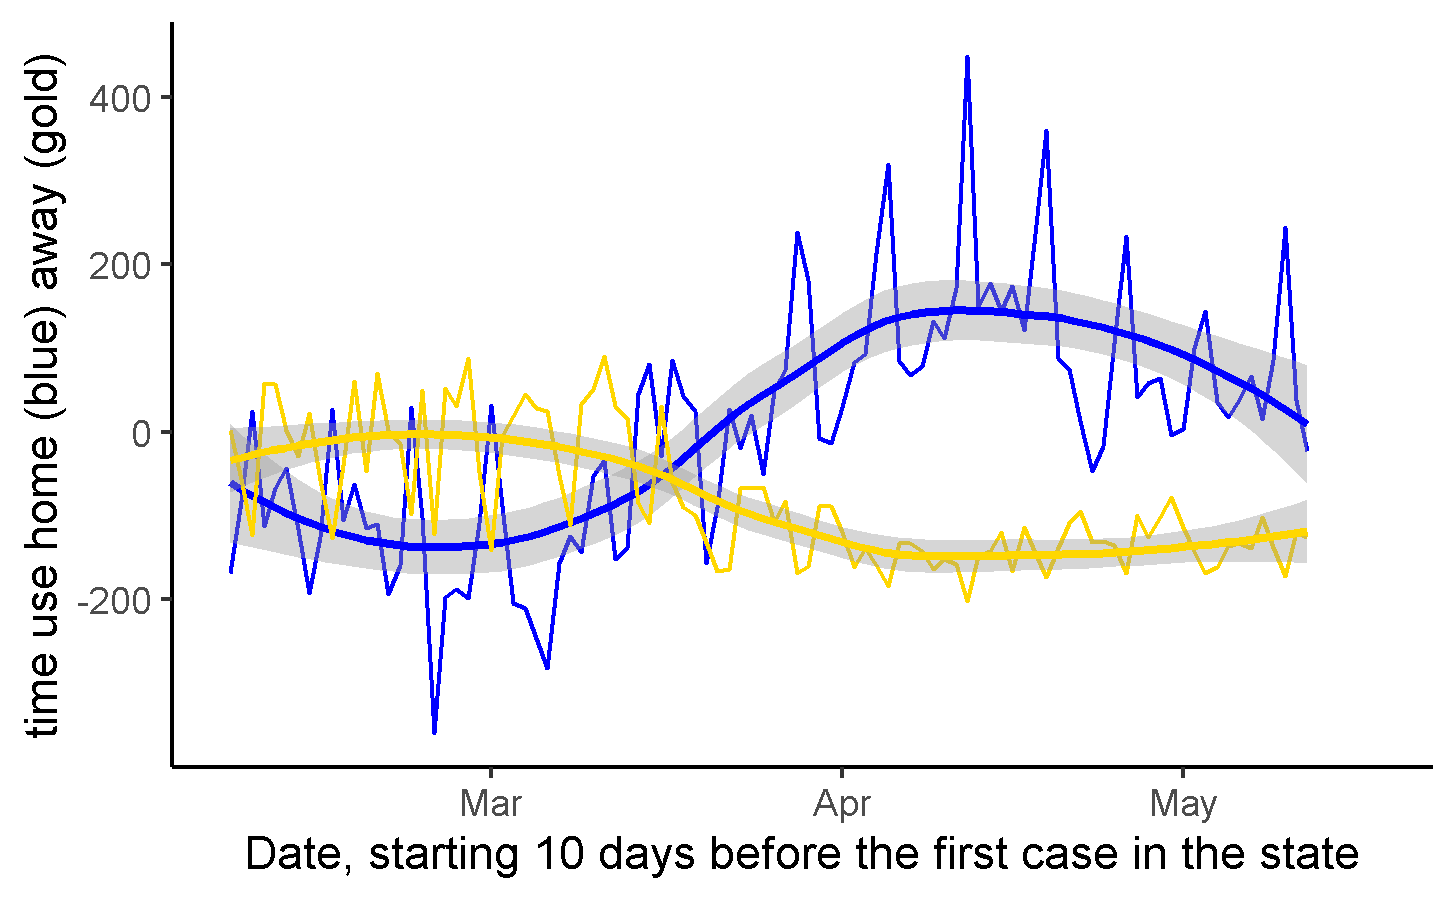 time use home (blue) away (gold)
400
200
0
-200
Mar Apr May
Date, starting 10 days before the first case in the state